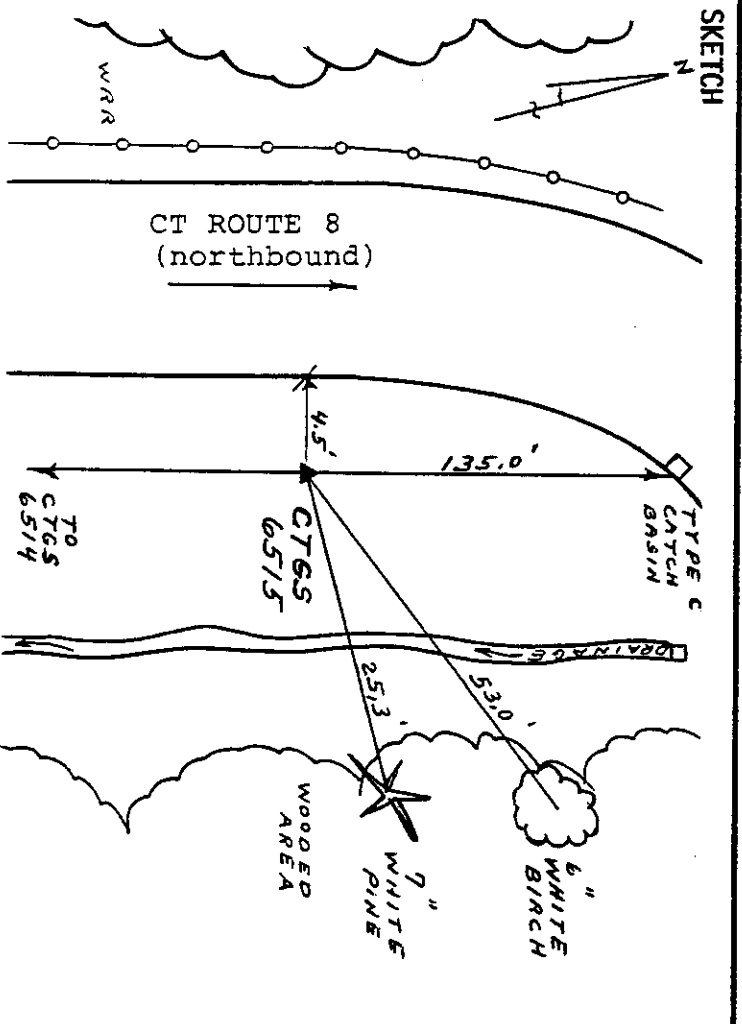 SKETCH
N
WRR
CT ROUTE 8
(northbound)
4.5'
135.0'
TYPE C
CATCH
BASIN
TO
CTGS
6514
CTGS
6515
DRAINAGE
25.3'
53.0'
WOODED
AREA
7"
WHITE
PINE
6"
WHITE
BIRCH